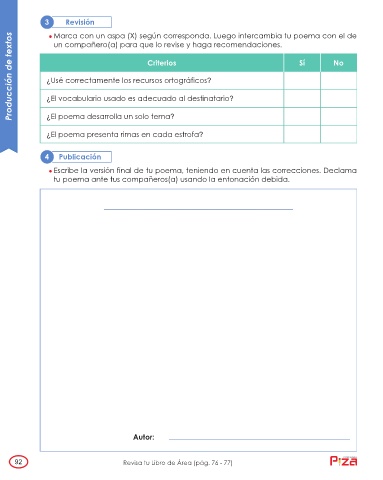 Producción de textos
3 Revisión
• Marca con un aspa (X) según corresponda. Luego intercambia tu poema con el de
un compañero(a) para que lo revise y haga recomendaciones.
Criterios Sí No
¿Usé correctamente los recursos ortográficos?
¿El vocabulario usado es adecuado al destinatario?
¿El poema desarrolla un solo tema?
¿El poema presenta rimas en cada estrofa?
4 Publicación
• Escribe la versión final de tu poema, teniendo en cuenta las correcciones. Declama
tu poema ante tus compañeros(a) usando la entonación debida.
Autor:
92
Revisa tu Libro de Área (pág. 76 - 77)